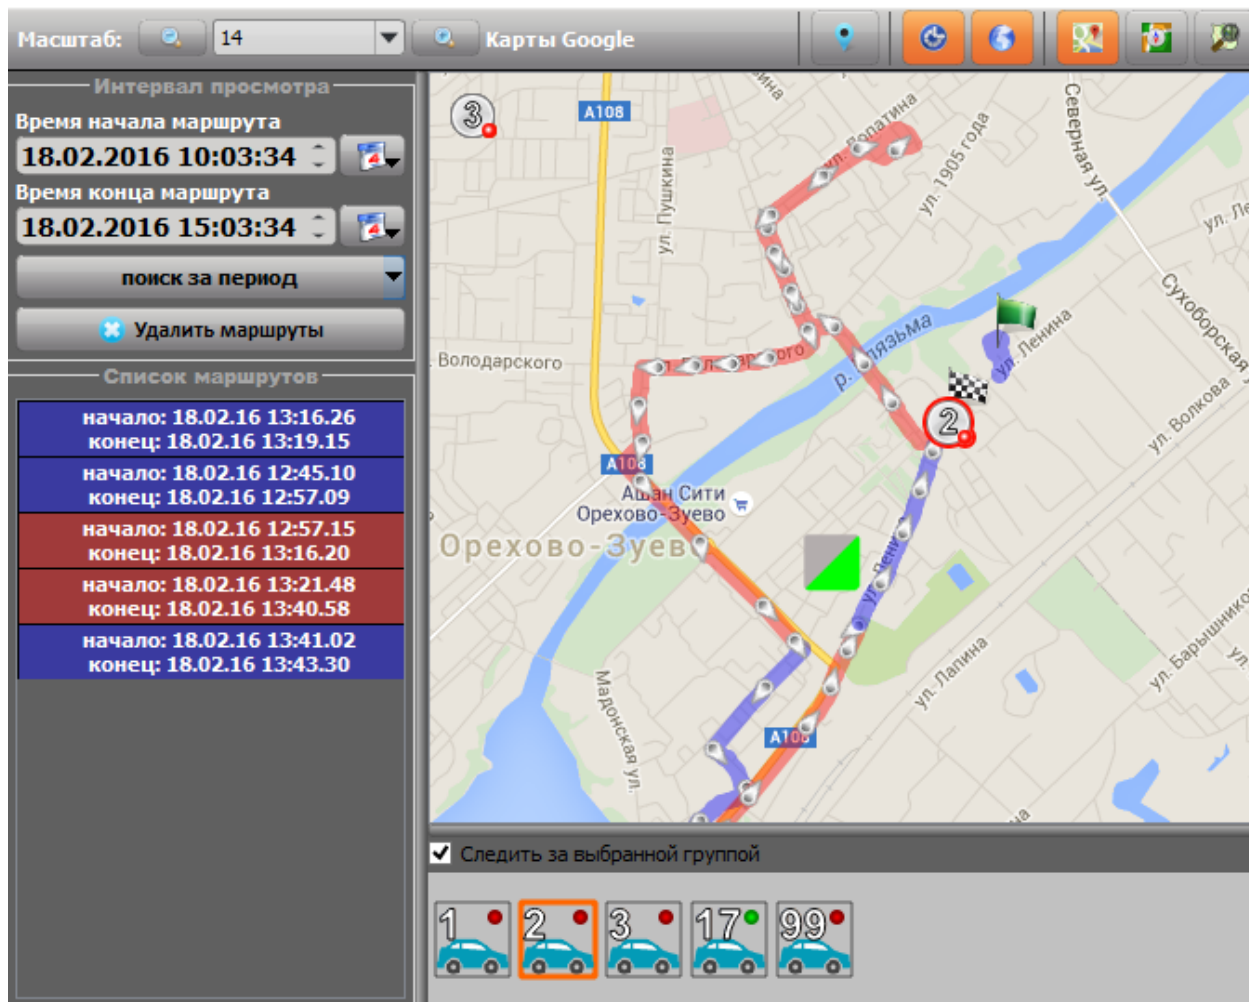 Масштаб:
14
Карты Google
Интервал просмотра
Время начала маршрута
18.02.2016 10:03:34
Время конца маршрута
18.02.2016 15:03:34
поиск за период
Удалить маршруты
Список маршрутов
начало: 18.02.16 13:16.26
конец: 18.02.16 13:19.15
начало: 18.02.16 12:45.10
конец: 18.02.16 12:57.09
начало: 18.02.16 12:57.15
конец: 18.02.16 13:16.20
начало: 18.02.16 13:21.48
конец: 18.02.16 13:40.58
начало: 18.02.16 13:41.02
конец: 18.02.16 13:43.30
3
A108
ул. Лопатина
ул. 1905 года
Северная ул.
ул. Пушкина
Сухоборская
ул. Ленина
р. Клязьма
Володарского
ул. Волкова
2
A108
Ашан Сити
Орехово-Зуево
Орехово-Зуево
ул. Ленин
ул. Барышников
ул. Лапина
Мадонская ул.
A108
Следить за выбранной группой
1
2
3
17
99